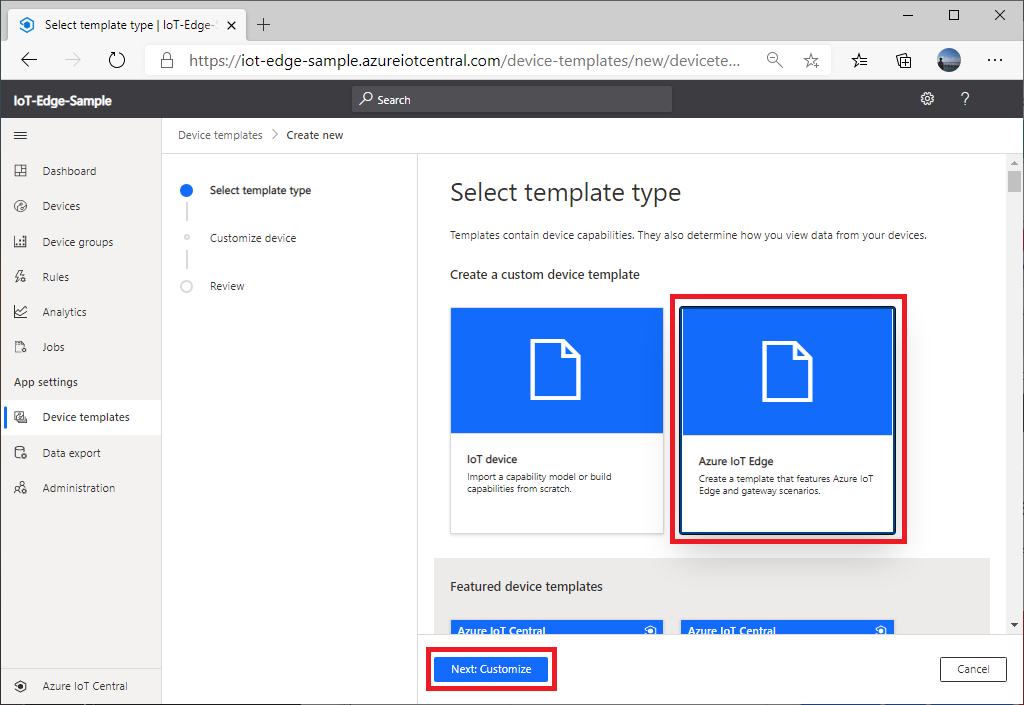 Select template type | IoT-Edge-S
https://iot-edge-sample.azureiotcentral.com/device-templates/new/devicete...
IoT-Edge-Sample
Search
?
Device templates > Create new
Dashboard
Devices
Device groups
Rules
Analytics
Jobs
App settings
Device templates
Data export
Administration
Azure IoT Central
Select template type
Customize device
Review
Select template type
Templates contain device capabilities. They also determine how you view data from your devices.
Create a custom device template
IoT device
Import a capability model or build
capabilities from scratch.
Azure IoT Edge
Create a template that features Azure IoT
Edge and gateway scenarios.
Featured device templates
Azure IoT Central
Azure IoT Central
Next: Customize
Cancel